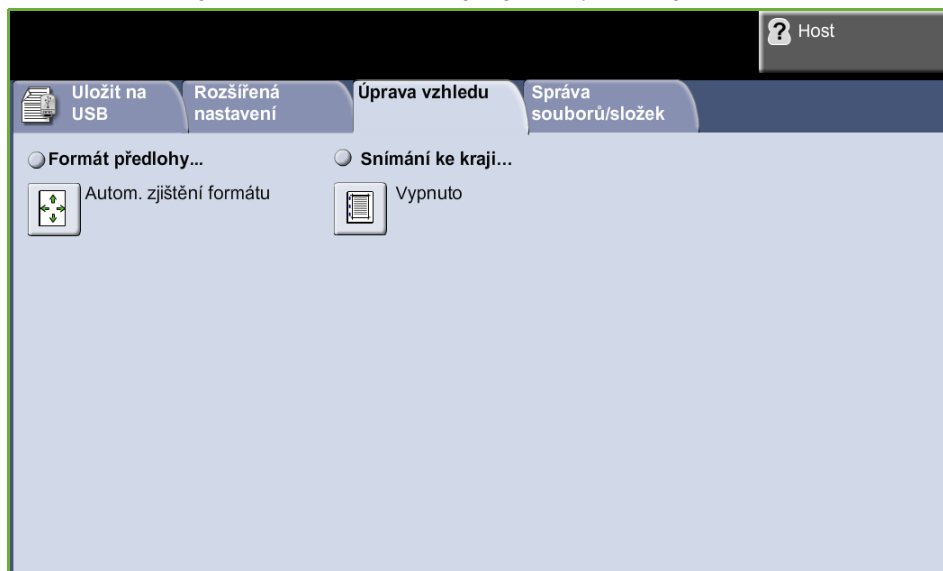 Host
Uložit na
USB
Rozšířená
nastavení
Úprava vzhledu
Správa
souborů/složek
Formát předlohy...
Autom. zjištění formátu
Snímání ke kraji...
Vypnuto